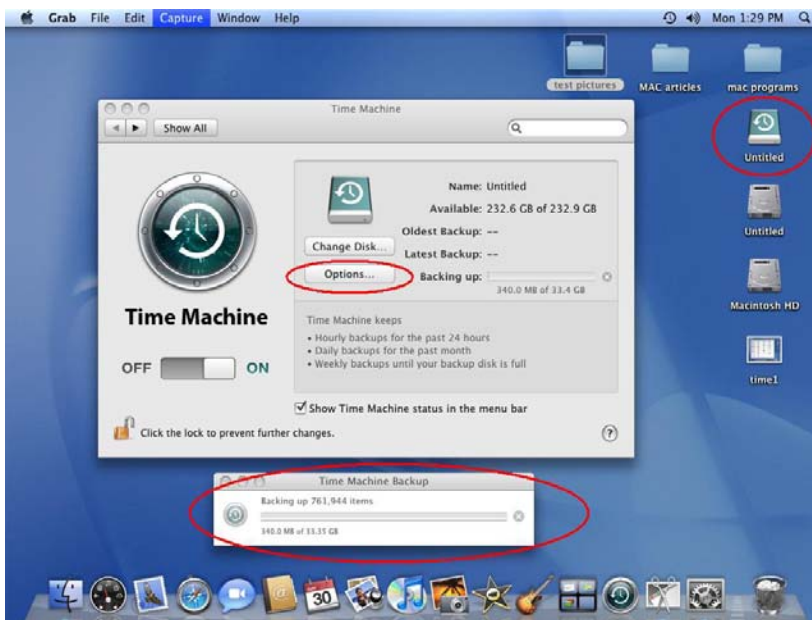 Grab File Edit Capture Window Help Mon 1:29 PM
test pictures MAC articles mac programs
Time Machine
Show All
Untitled
Name: Untitled
Available: 232.6 GB of 232.9 GB
Oldest Backup: --
Change Disk...
Latest Backup: --
Untitled
Options...
Backing up:
340.0 MB of 33.4 GB
Macintosh HD
Time Machine
Time Machine keeps
• Hourly backups for the past 24 hours
• Daily backups for the past month
• Weekly backups until your backup disk is full
OFF ON
time1
Show Time Machine status in the menu bar
Click the lock to prevent further changes.
?
Time Machine Backup
Backing up 761,944 items
340.0 MB of 33.35 GB
30